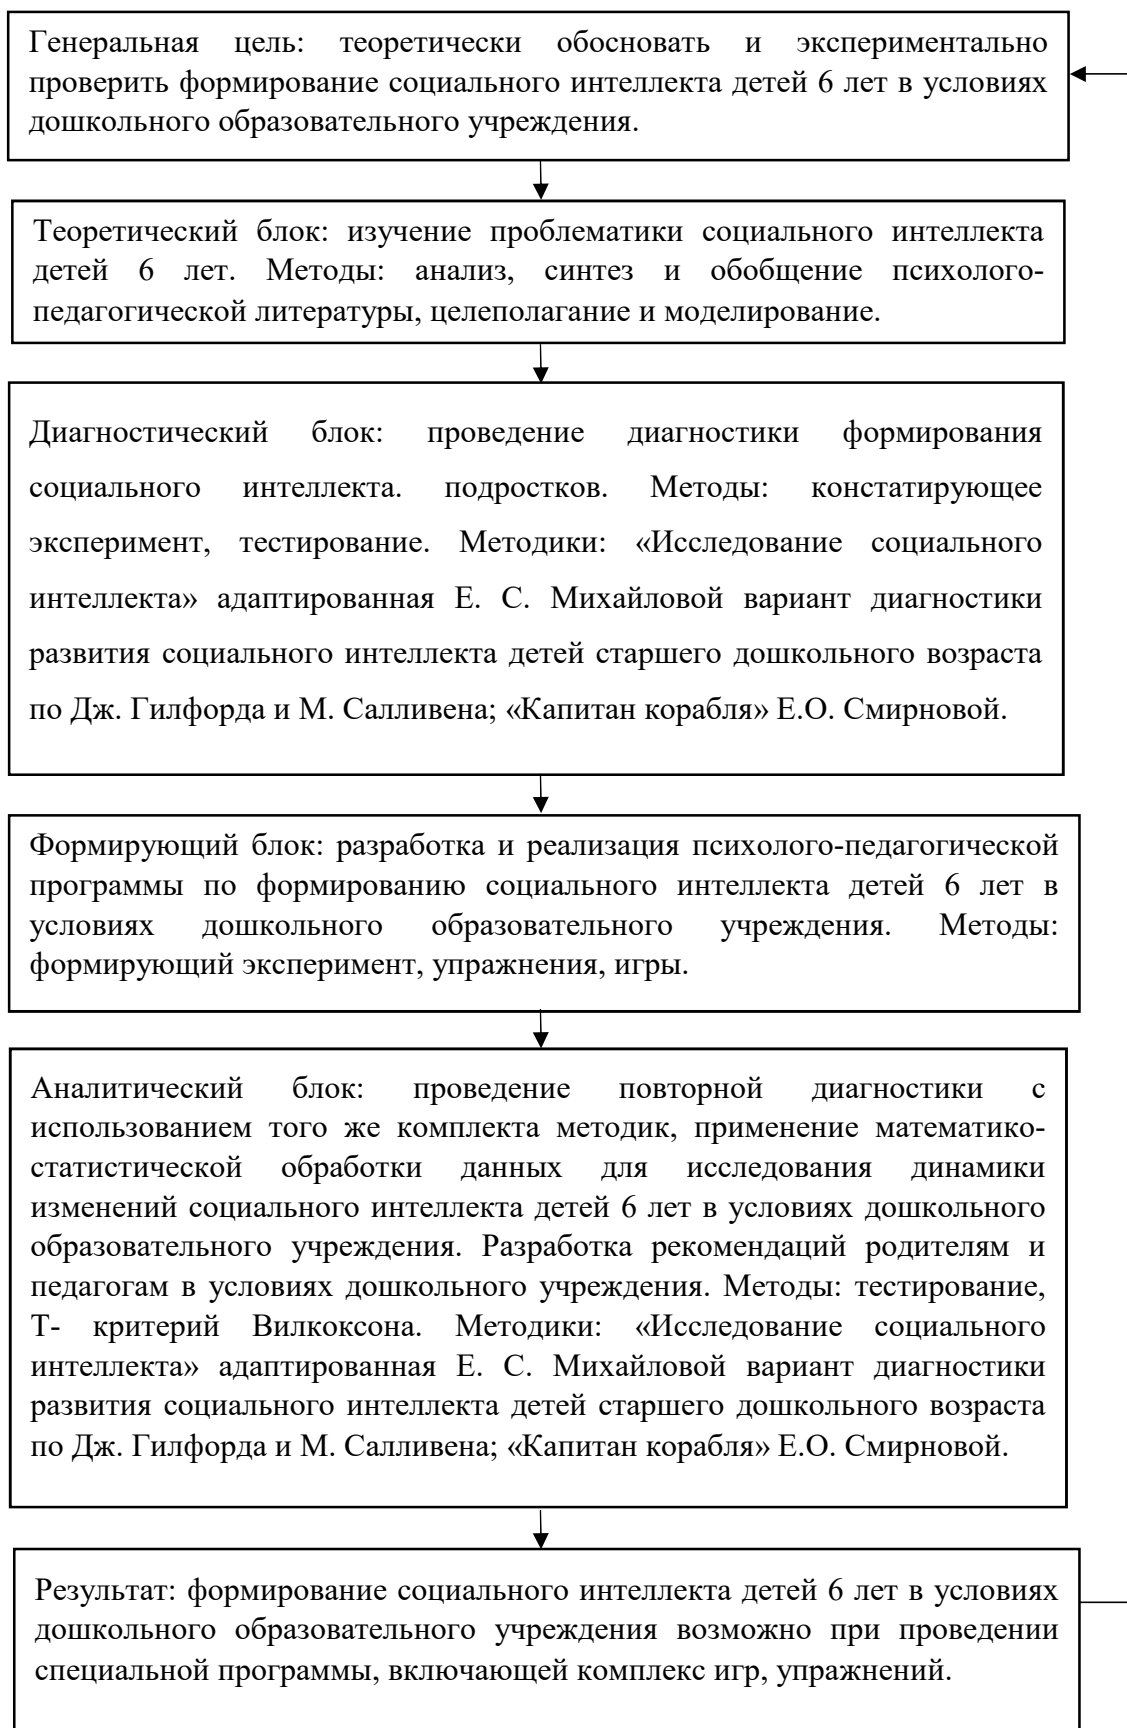 Генеральная цель: теоретически обосновать и экспериментально
проверить формирование социального интеллекта детей 6 лет в условиях
дошкольного образовательного учреждения.
Теоретический блок: изучение проблематики социального интеллекта
детей 6 лет. Методы: анализ, синтез и обобщение психолого-
педагогической литературы, целеполагание и моделирование.
Диагностический блок: проведение диагностики формирования
социального интеллекта. подростков. Методы: констатирующее
эксперимент, тестирование. Методики: «Исследование социального
интеллекта» адаптированная Е. С. Михайловой вариант диагностики
развития социального интеллекта детей старшего дошкольного возраста
по Дж. Гилфорда и М. Салливена; «Капитан корабля» Е.О. Смирновой.
Формирующий блок: разработка и реализация психолого-педагогической
программы по формированию социального интеллекта детей 6 лет в
условиях дошкольного образовательного учреждения. Методы:
формирующий эксперимент, упражнения, игры.
Аналитический блок: проведение повторной диагностики с
использованием того же комплекта методик, применение математико-
статистической обработки данных для исследования динамики
изменений социального интеллекта детей 6 лет в условиях дошкольного
образовательного учреждения. Разработка рекомендаций родителям и
педагогам в условиях дошкольного учреждения. Методы: тестирование,
Т- критерий Вилкоксона. Методики: «Исследование социального
интеллекта» адаптированная Е. С. Михайловой вариант диагностики
развития социального интеллекта детей старшего дошкольного возраста
по Дж. Гилфорда и М. Салливена; «Капитан корабля» Е.О. Смирновой.
Результат: формирование социального интеллекта детей 6 лет в условиях
дошкольного образовательного учреждения возможно при проведении
специальной программы, включающей комплекс игр, упражнений.